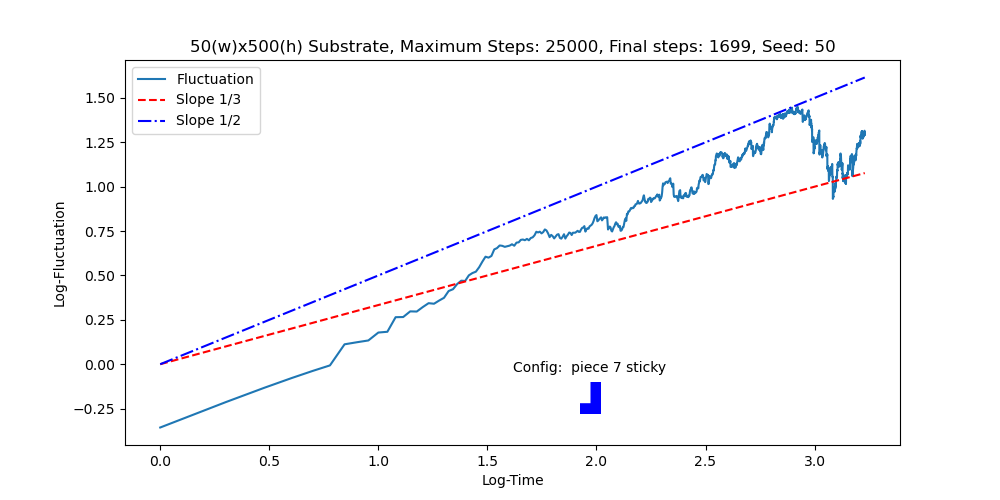 50(w)x500(h) Substrate, Maximum Steps: 25000, Final steps: 1699, Seed: 50
Fluctuation
Slope 1/3
Slope 1/2
1.50
1.25
1.00
0.75
0.50
0.25
0.00
−0.25
Log-Fluctuation
Config:  piece 7 sticky
0.0 0.5 1.0 1.5 2.0 2.5 3.0
Log-Time